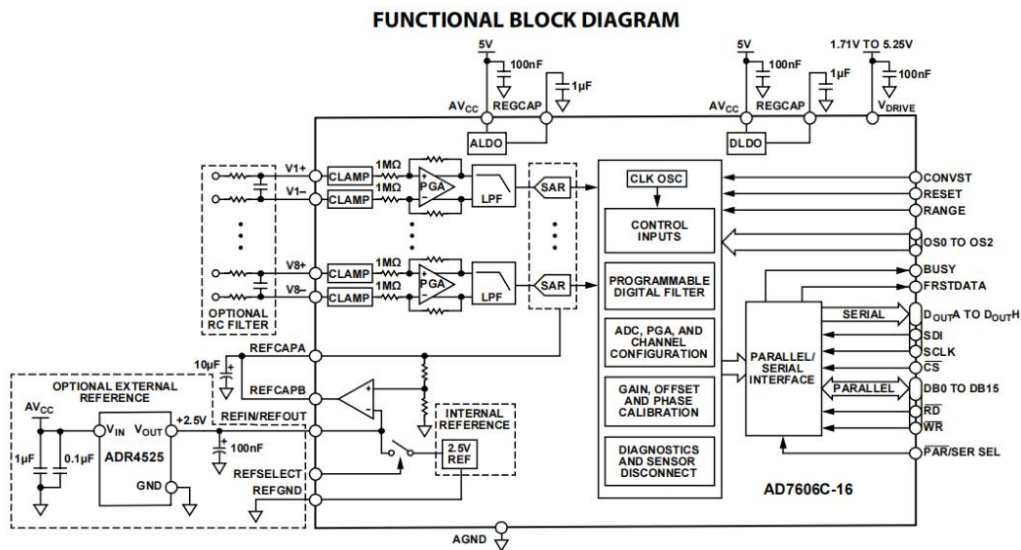 FUNCTIONAL BLOCK DIAGRAM
5V
100nF
1µF
5V
100nF
1µF
1.71V TO 5.25V
100nF
AVCC
REGCAP
AVCC
REGCAP
VDRIVE
ALDO
DLDO
V1+
CLAMP
1MΩ
V1–
CLAMP
1MΩ
PGA
LPF
SAR
V8+
CLAMP
1MΩ
V8–
CLAMP
1MΩ
PGA
LPF
SAR
OPTIONAL
RC FILTER
CLK OSC
CONTROL
INPUTS
PROGRAMMABLE
DIGITAL FILTER
ADC, PGA, AND
CHANNEL
CONFIGURATION
GAIN, OFFSET
AND PHASE
CALIBRATION
DIAGNOSTICS
AND SENSOR
DISCONNECT
CONVST
RESET
RANGE
OS0 TO OS2
BUSY
FRSTDATA
SERIAL
DOUTA TO DOUTH
SDI
SCLK
CS
PARALLEL/
SERIAL
INTERFACE
PARALLEL
DB0 TO DB15
RD
WR
PAR/SER SEL
REFCAPA
10µF
REFCAPB
OPTIONAL EXTERNAL
REFERENCE
AVCC
+2.5V
REFIN/REFOUT
VIN
VOUT
ADR4525
GND
1µF
0.1µF
100nF
INTERNAL
REFERENCE
2.5V
REF
REFSELECT
REFGND
AD7606C-16
AGND